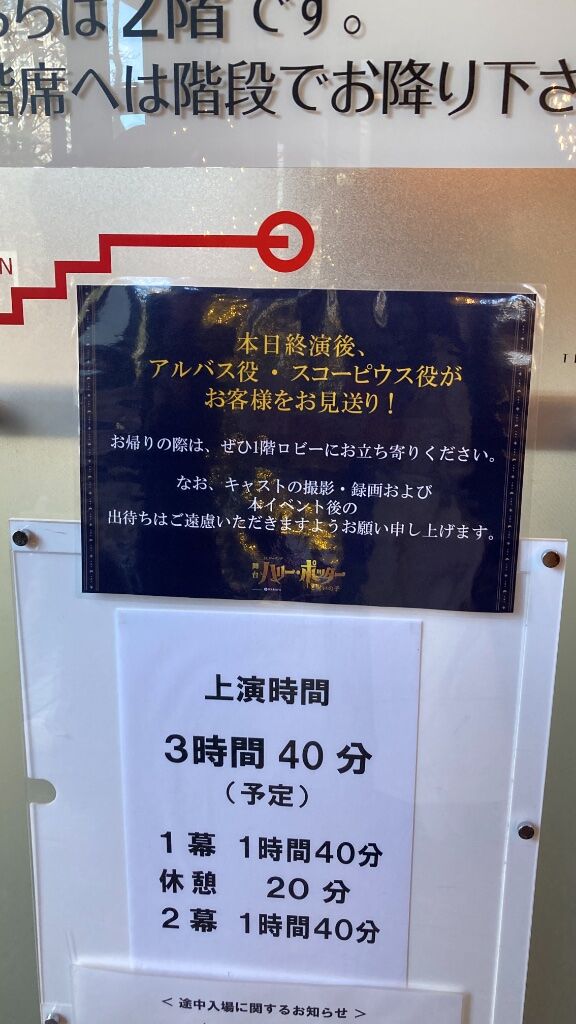 ちらは2階です。
階席へは階段でお降り下さ
N
本日終演後、
アルバス役・スコーピウス役が
お客様をお見送り！
お帰りの際は、ぜひ1階ロビーにお立ち寄りください。
なお、キャストの撮影・録画および
本イベント後の
出待ちはご遠慮いただきますようお願い申し上げます。
舞台 ハリー・ポッター
上演時間
3時間 40 分
（予定）
1 幕 1時間40分
休憩 20 分
2 幕 1時間40分
＜ 途中入場に関するお知らせ ＞